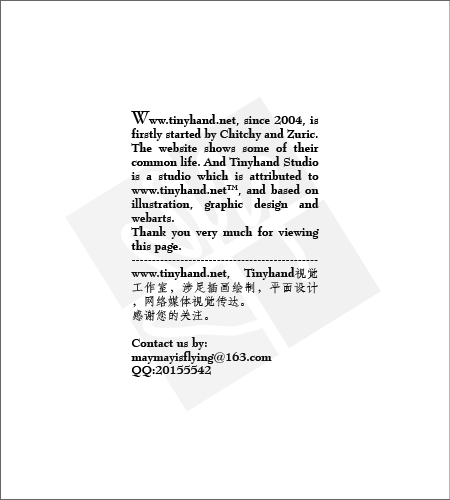 Www.tinyhand.net, since 2004, is
firstly started by Chitchy and Zuric.
The website shows some of their
common life. And Tinyhand Studio
is a studio which is attributed to
www.tinyhand.net™, and based on
illustration, graphic design and
webarts.
Thank you very much for viewing
this page.
-----------------------------------------------
www.tinyhand.net, Tinyhand视觉
工作室，涉足插画绘制，平面设计
，网络媒体视觉传达。
感谢您的关注。
Contact us by:
maymayisflying@163.com
QQ:20155542